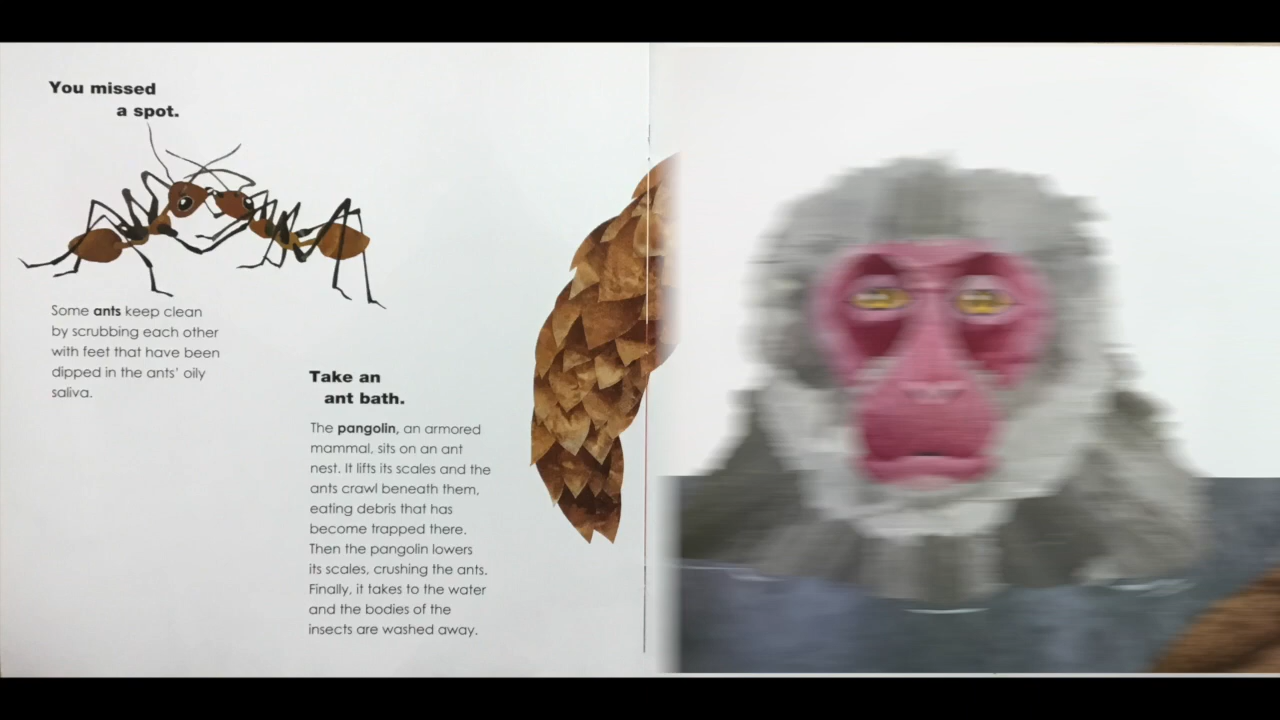 You missed
a spot.
Some ants keep clean
by scrubbing each other
with feet that have been
dipped in the ants' oily
saliva.
Take an
ant bath.
The pangolin, an armored
mammal, sits on an ant
nest. It lifts its scales and the
ants crawl beneath them,
eating debris that has
become trapped there.
Then the pangolin lowers
its scales, crushing the ants.
Finally, it takes to the water
and the bodies of the
insects are washed away.